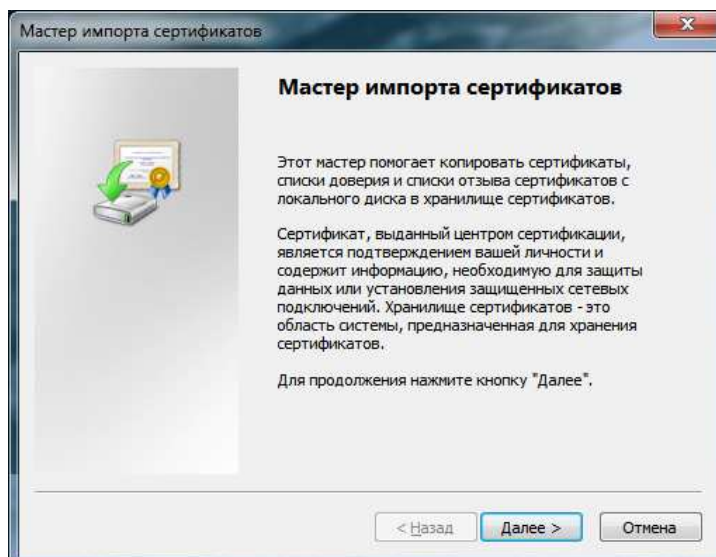 Мастер импорта сертификатов
Мастер импорта сертификатов
Этот мастер помогает копировать сертификаты,
списки доверия и списки отзыва сертификатов с
локального диска в хранилище сертификатов.
Сертификат, выданный центром сертификации,
является подтверждением вашей личности и
содержит информацию, необходимую для защиты
данных или установления защищенных сетевых
подключений. Хранилище сертификатов - это
область системы, предназначенная для хранения
сертификатов.
Для продолжения нажмите кнопку "Далее".
< Назад Далее > Отмена